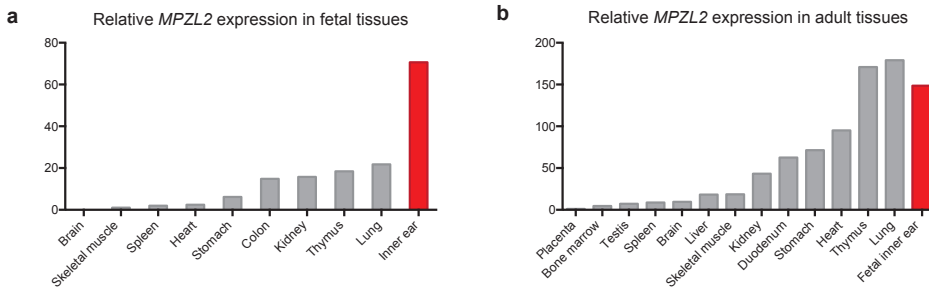 a
Relative MPZL2 expression in fetal tissues
80
60
40
20
0
Brain
Skeletal muscle
Spleen
Heart
Stomach
Colon
Kidney
Thymus
Lung
Inner ear
b
Relative MPZL2 expression in adult tissues
200
150
100
50
0
Placenta
Bone marrow
Testis
Spleen
Brain
Liver
Skeletal muscle
Kidney
Duodenum
Stomach
Heart
Thymus
Lung
Fetal inner ear